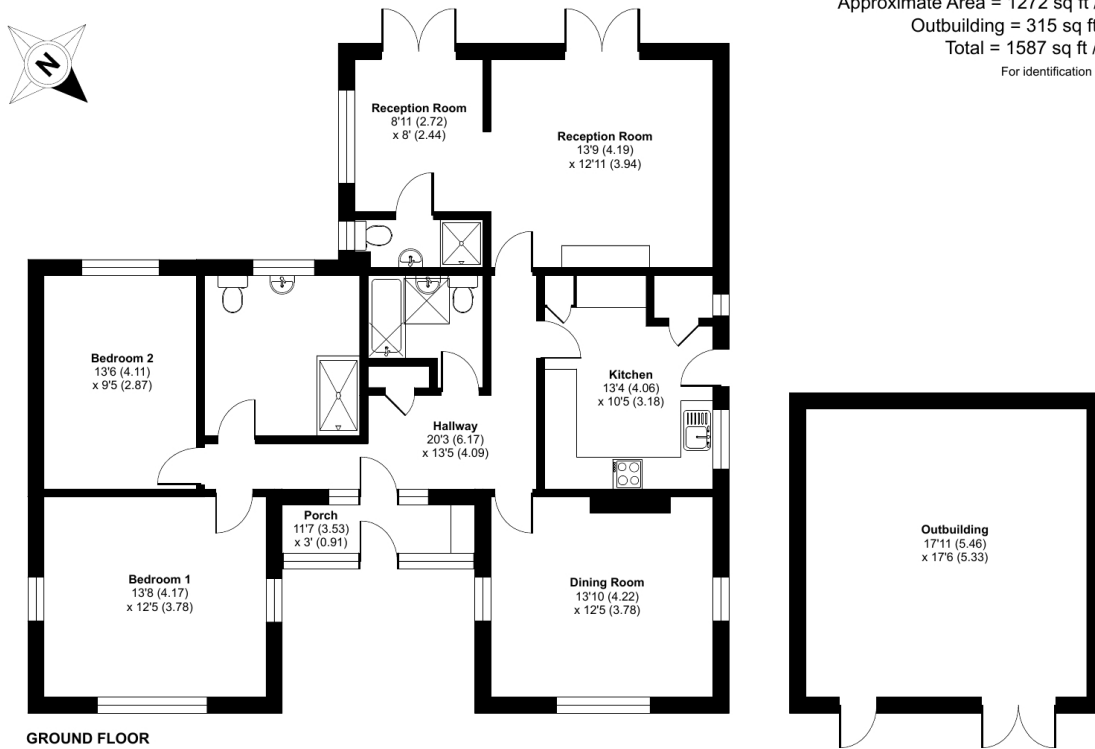 Approximate Area = 1272 sq ft /
Outbuilding = 315 sq ft
Total = 1587 sq ft /
For identification
N
Reception Room
8'11 (2.72)
x 8' (2.44)
Reception Room
13'9 (4.19)
x 12'11 (3.94)
Bedroom 2
13'6 (4.11)
x 9'5 (2.87)
Kitchen
13'4 (4.06)
x 10'5 (3.18)
Hallway
20'3 (6.17)
x 13'5 (4.09)
Porch
11'7 (3.53)
x 3' (0.91)
Bedroom 1
13'8 (4.17)
x 12'5 (3.78)
Dining Room
13'10 (4.22)
x 12'5 (3.78)
Outbuilding
17'11 (5.46)
x 17'6 (5.33)
GROUND FLOOR